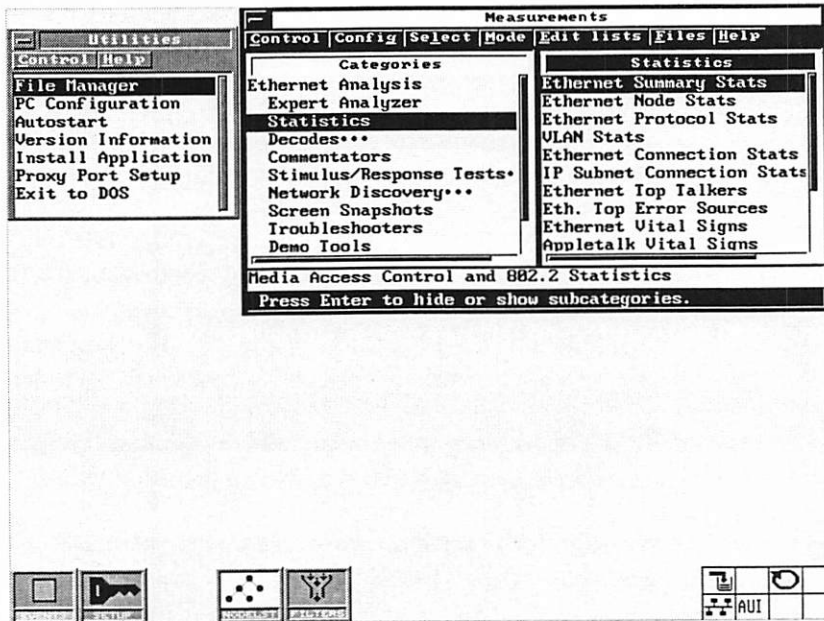 Utilities
Control Help
File Manager
PC Configuration
Autostart
Version Information
Install Application
Proxy Port Setup
Exit to DOS
Measurements
Control Config Select Mode Edit lists Files Help
Categories
Ethernet Analysis
Expert Analyzer
Statistics
Decodes•••
Commentators
Stimulus/Response Tests•
Network Discovery•••
Screen Snapshots
Troubleshooters
Demo Tools
Statistics
Ethernet Summary Stats
Ethernet Node Stats
Ethernet Protocol Stats
VLAN Stats
Ethernet Connection Stats
IP Subnet Connection Stats
Ethernet Top Talkers
Eth. Top Error Sources
Ethernet Vital Signs
Appletalk Vital Signs
Media Access Control and 802.2 Statistics
Press Enter to hide or show subcategories.
EVENTS SETUP NODELST FILTERS
AUI